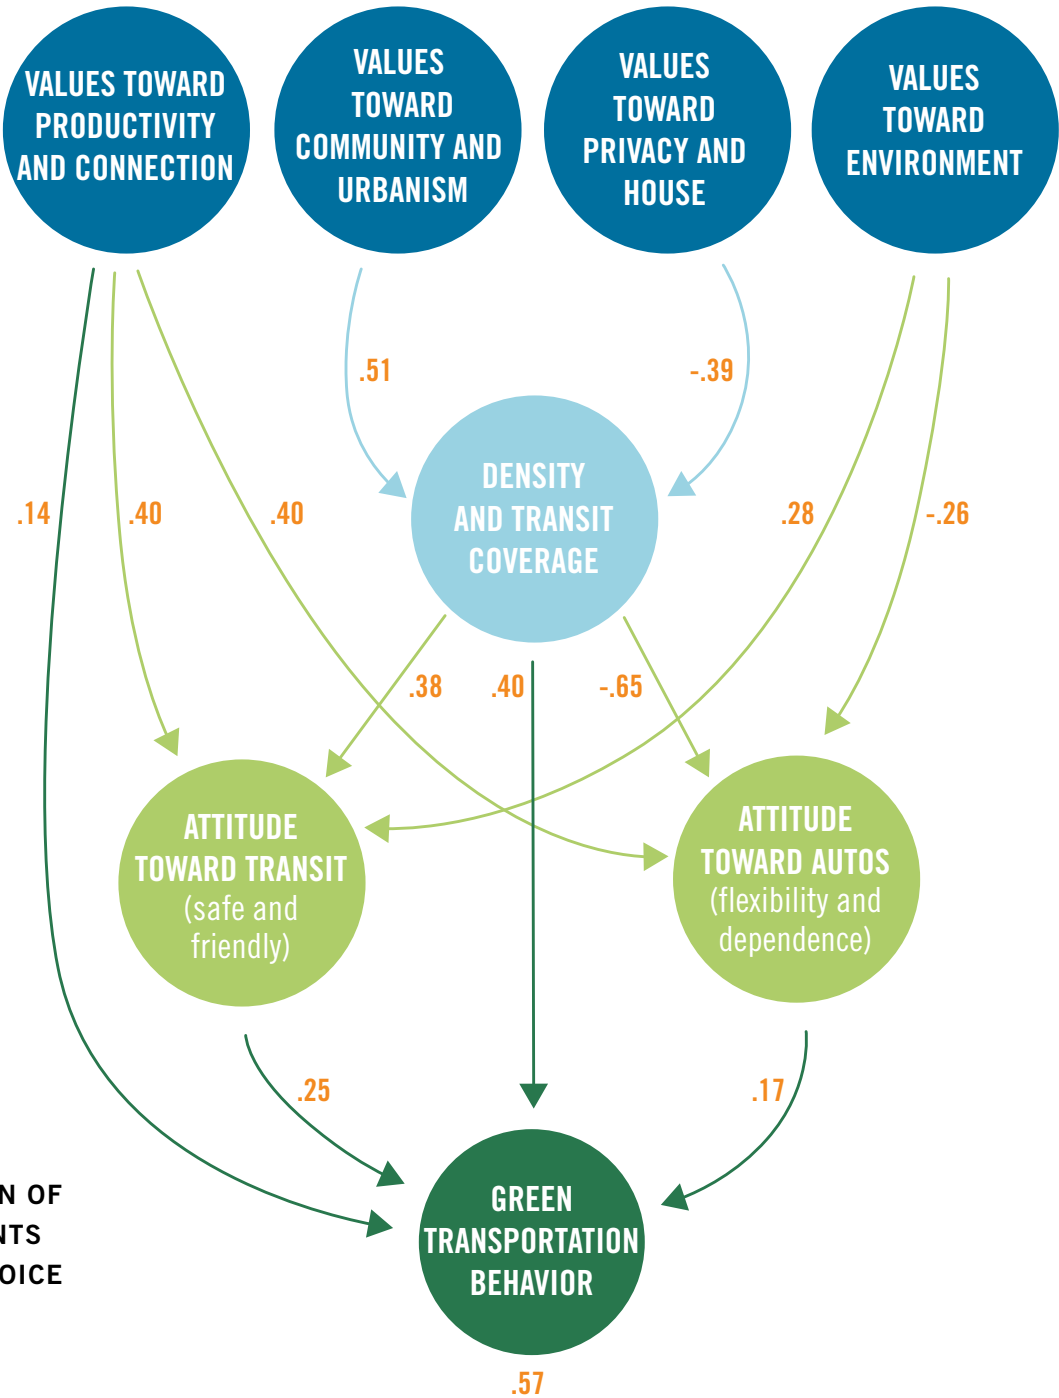 VALUES TOWARD
PRODUCTIVITY
AND CONNECTION
VALUES
TOWARD
COMMUNITY AND
URBANISM
VALUES
TOWARD
PRIVACY AND
HOUSE
VALUES
TOWARD
ENVIRONMENT
.51
-.39
.14
.40
.40
.28
-.26
DENSITY
AND TRANSIT
COVERAGE
.38
.40
-.65
ATTITUDE
TOWARD TRANSIT
(safe and
friendly)
ATTITUDE
TOWARD AUTOS
(flexibility and
dependence)
.25
.17
N OF
NTS
OICE
GREEN
TRANSPORTATION
BEHAVIOR
.57